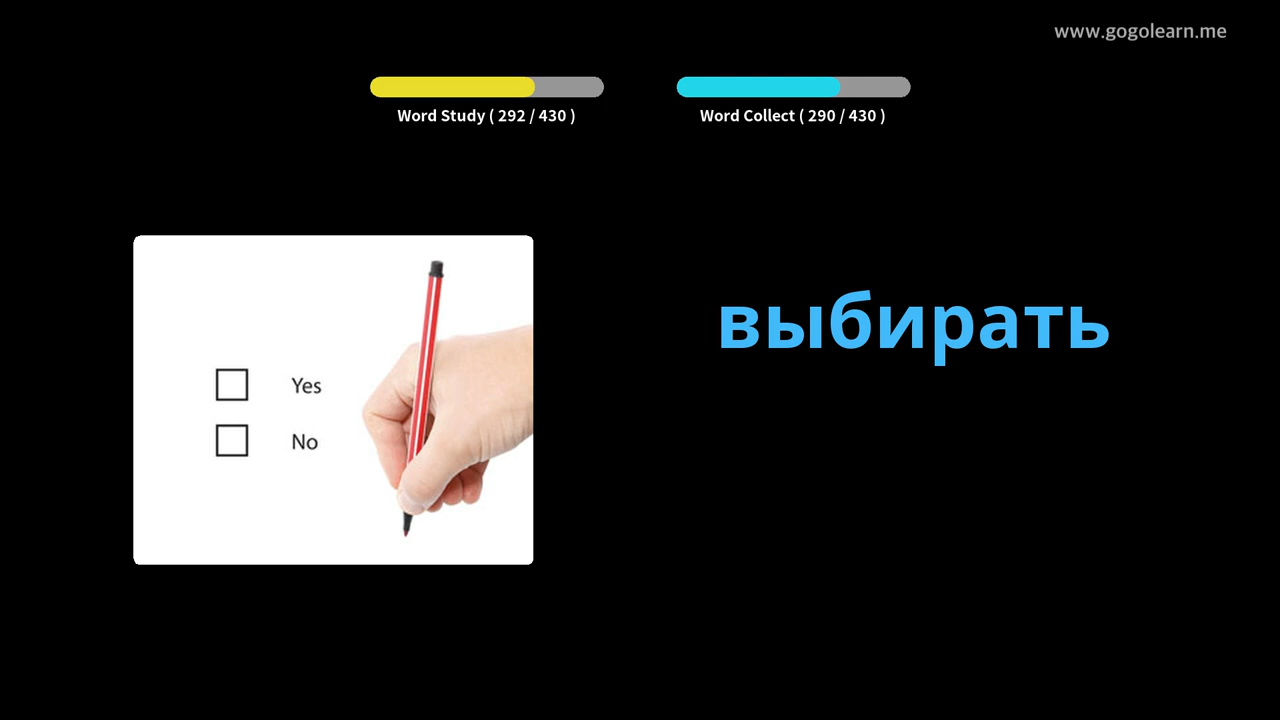 www.gogolearn.me
Word Study ( 292 / 430 )
Word Collect ( 290 / 430 )
выбирать
Yes
No